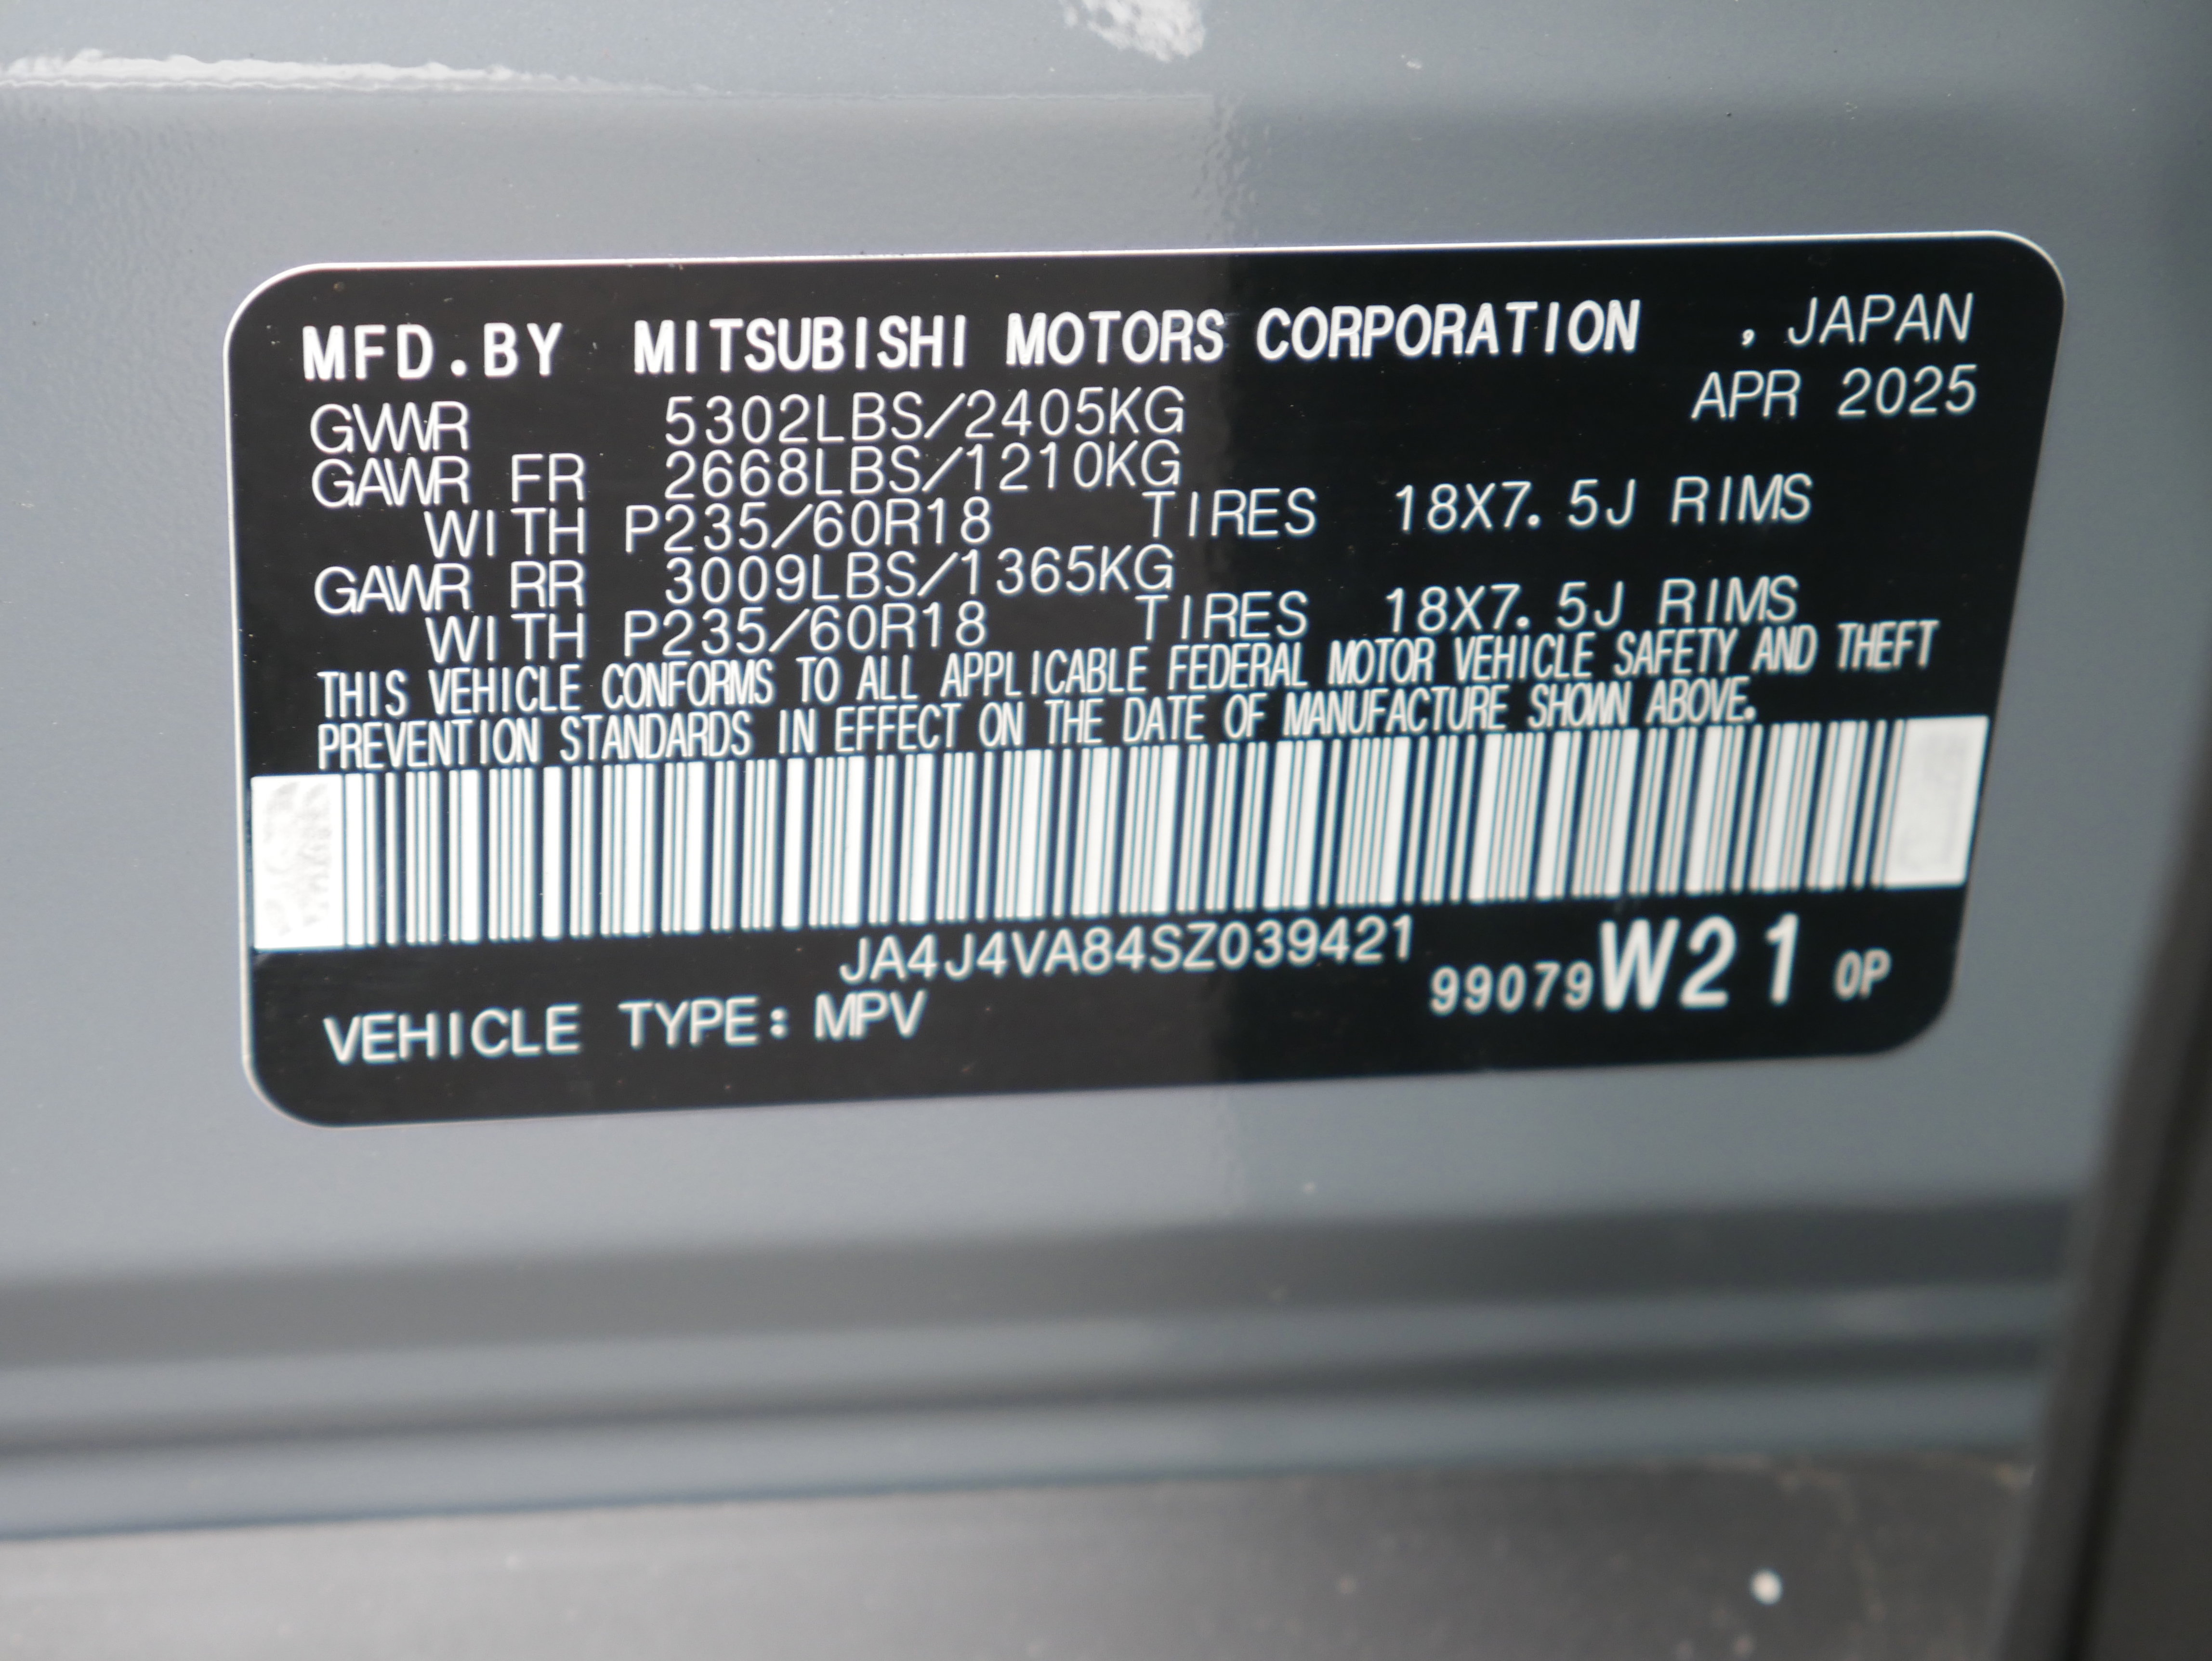 MFD.BY MITSUBISHI MOTORS CORPORATION , JAPAN
APR 2025
GVWR 5302LBS/2405KG
GAWR FR 2668LBS/1210KG
WITH P235/60R18 TIRES 18X7.5J RIMS
GAWR RR 3009LBS/1365KG
WITH P235/60R18 TIRES 18X7.5J RIMS
THIS VEHICLE CONFORMS TO ALL APPLICABLE FEDERAL MOTOR VEHICLE SAFETY AND THEFT
PREVENTION STANDARDS IN EFFECT ON THE DATE OF MANUFACTURE SHOWN ABOVE.
JA4J4VA84SZ039421
99079W21 0P
VEHICLE TYPE: MPV